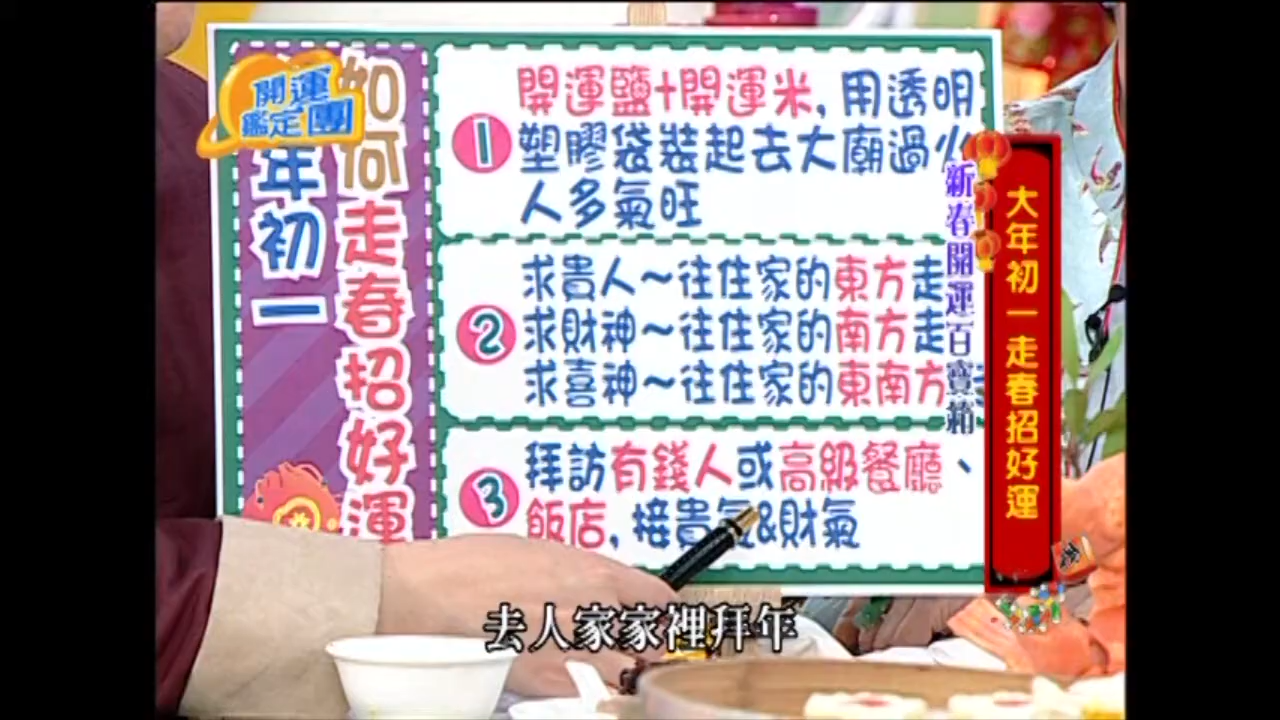 開運
鑑定團
如何走春招好運
年初一
1
開運鹽+開運米,用透明
塑膠袋裝起去大廟過火
人多氣旺
2
求貴人~往住家的東方走
求財神~往住家的南方走
求喜神~往住家的東南方
3
拜訪有錢人或高級餐廳、
飯店,接貴氣&財氣
新春開運百寶箱
大年初一走春招好運
去人家家裡拜年